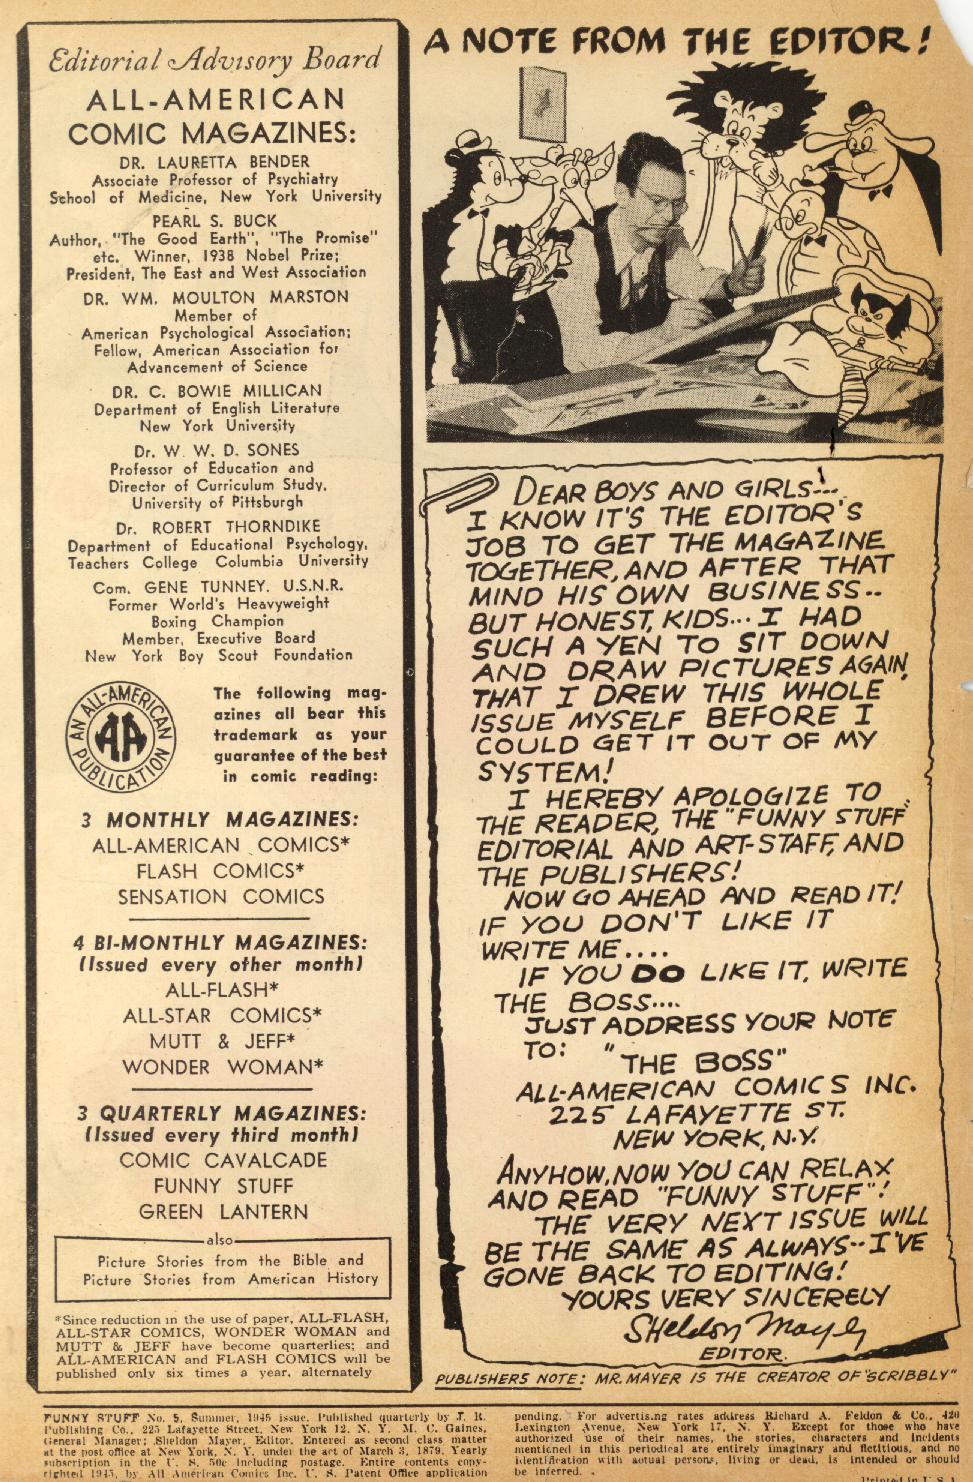 Editorial Advisory Board
ALL-AMERICAN
COMIC MAGAZINES:
DR. LAURETTA BENDER
Associate Professor of Psychiatry
School of Medicine, New York University
PEARL S. BUCK
Author, "The Good Earth", "The Promise"
etc. Winner, 1938 Nobel Prize;
President, The East and West Association
DR. WM. MOULTON MARSTON
Member of
American Psychological Association;
Fellow, American Association for
Advancement of Science
DR. C. BOWIE MILLICAN
Department of English Literature
New York University
Dr. W. W. D. SONES
Professor of Education and
Director of Curriculum Study,
University of Pittsburgh
Dr. ROBERT THORNDIKE
Department of Educational Psychology,
Teachers College Columbia University
Com. GENE TUNNEY. U.S.N.R.
Former World's Heavyweight
Boxing Champion
Member, Executive Board
New York Boy Scout Foundation
AN ALL-AMERICAN
AA
PUBLICATION
The following mag-
azines all bear this
trademark as your
guarantee of the best
in comic reading:
3 MONTHLY MAGAZINES:
ALL-AMERICAN COMICS*
FLASH COMICS*
SENSATION COMICS
4 BI-MONTHLY MAGAZINES:
(Issued every other month)
ALL-FLASH*
ALL-STAR COMICS*
MUTT & JEFF*
WONDER WOMAN*
3 QUARTERLY MAGAZINES:
(Issued every third month)
COMIC CAVALCADE
FUNNY STUFF
GREEN LANTERN
also
Picture Stories from the Bible and
Picture Stories from American History
*Since reduction in the use of paper, ALL-FLASH,
ALL-STAR COMICS, WONDER WOMAN and
MUTT & JEFF have become quarterlies; and
ALL-AMERICAN and FLASH COMICS will be
published only six times a year, alternately
A NOTE FROM THE EDITOR!
DEAR BOYS AND GIRLS---
I KNOW IT'S THE EDITOR'S
JOB TO GET THE MAGAZINE
TOGETHER, AND AFTER THAT
MIND HIS OWN BUSINESS--
BUT HONEST, KIDS... I HAD
SUCH A YEN TO SIT DOWN
AND DRAW PICTURES AGAIN,
THAT I DREW THIS WHOLE
ISSUE MYSELF BEFORE I
COULD GET IT OUT OF MY
SYSTEM!
I HEREBY APOLOGIZE TO
THE READER, THE "FUNNY STUFF"
EDITORIAL AND ART-STAFF, AND
THE PUBLISHERS!
NOW GO AHEAD AND READ IT!
IF YOU DON'T LIKE IT
WRITE ME....
IF YOU DO LIKE IT, WRITE
THE BOSS....
JUST ADDRESS YOUR NOTE
TO: "THE BOSS"
ALL-AMERICAN COMICS INC.
225 LAFAYETTE ST.
NEW YORK, N.Y.
ANYHOW, NOW YOU CAN RELAX
AND READ "FUNNY STUFF"!
THE VERY NEXT ISSUE WILL
BE THE SAME AS ALWAYS-- I'VE
GONE BACK TO EDITING!
YOURS VERY SINCERELY
Sheldon Mayer
EDITOR.
PUBLISHERS NOTE: MR. MAYER IS THE CREATOR OF "SCRIBBLY"
FUNNY STUFF No. 5, Summer, 1945 issue. Published quarterly by J. R.
Publishing Co., 225 Lafayette Street, New York 12, N. Y. M. C. Gaines,
General Manager; Sheldon Mayer, Editor. Entered as second class matter
at the post office at New York, N. Y. under the act of March 3, 1879. Yearly
subscription in the U. S. 50c including postage. Entire contents copy-
righted 1945, by All American Comics Inc. U. S. Patent Office application
pending. For advertising rates address Richard A. Feldon & Co., 420
Lexington Avenue, New York 17, N. Y. Except for those who have
authorized use of their names, the stories, characters and incidents
mentioned in this periodical are entirely imaginary and fictitious, and no
identification with actual persons, living or dead, is intended or should
be inferred.
Printed in U.S.A.